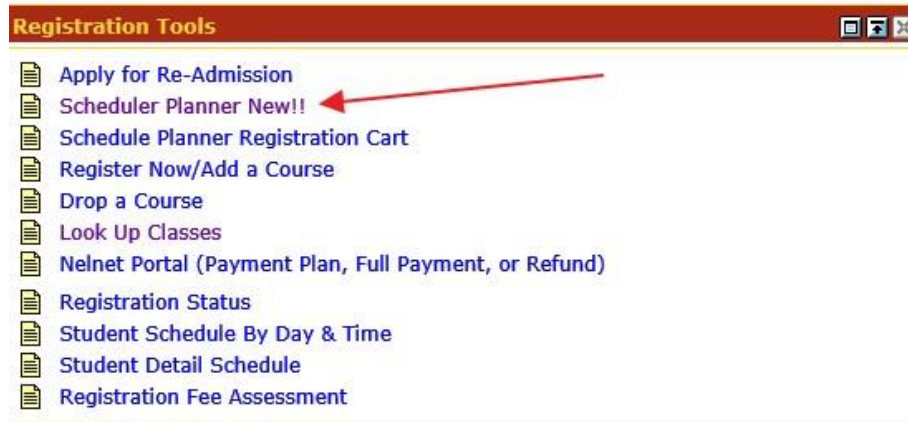 Registration Tools
Apply for Re-Admission
Scheduler Planner New!!
Schedule Planner Registration Cart
Register Now/Add a Course
Drop a Course
Look Up Classes
Nelnet Portal (Payment Plan, Full Payment, or Refund)
Registration Status
Student Schedule By Day & Time
Student Detail Schedule
Registration Fee Assessment